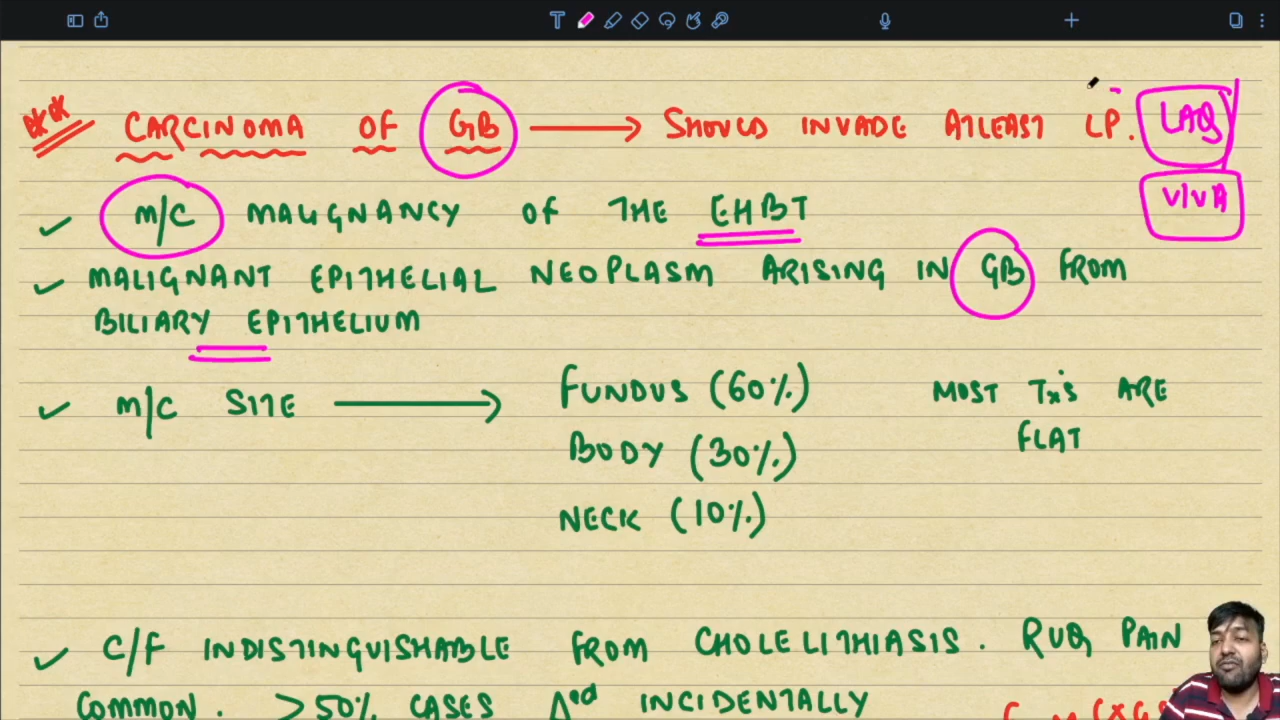 CARCINOMA OF GB → SHOULD INVADE ATLEAST LP. LAQ
VIVA
✓ M/C MALIGNANCY OF THE EHBT
✓ MALIGNANT EPITHELIAL NEOPLASM ARISING IN GB FROM
BILIARY EPITHELIUM
✓ M/C SITE → FUNDUS (60%) MOST Tx's ARE
FLAT
BODY (30%)
NECK (10%)
✓ C/F INDISTINGUISHABLE FROM CHOLELITHIASIS. RUQ PAIN
COMMON. >50% CASES Δed INCIDENTALLY